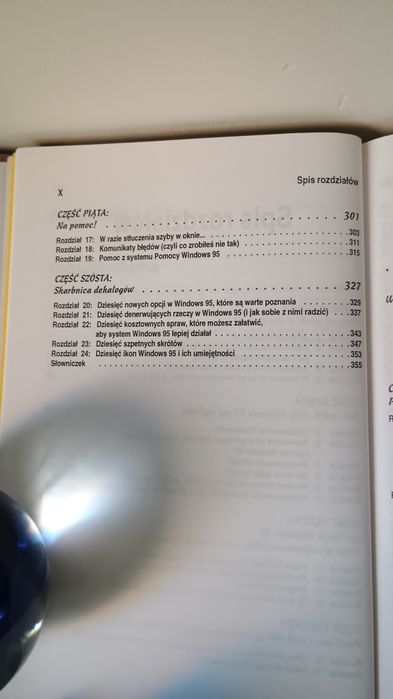 Spis rozdziałów
X
CZĘŚĆ PIĄTA:
Na pomoc! . . . . . . . . . . . . . . . . . . . . . . . . . . . . . 301
Rozdział 17: W razie stłuczenia szyby w oknie... . . . . . . . . . . . . . . . . . . . . 303
Rozdział 18: Komunikaty błędów (czyli co zrobiłeś nie tak) . . . . . . . . . . . . . . . 311
Rozdział 19: Pomoc z systemu Pomocy Windows 95 . . . . . . . . . . . . . . . . . . 315
CZĘŚĆ SZÓSTA:
Skarbnica dekalogów . . . . . . . . . . . . . . . . . . . . . . . . 327
Rozdział 20: Dziesięć nowych opcji w Windows 95, które są warte poznania . . . . . . . . 329
Rozdział 21: Dziesięć denerwujących rzeczy w Windows 95 (i jak sobie z nimi radzić) . . . 337
Rozdział 22: Dziesięć kosztownych spraw, które możesz załatwić,
aby system Windows 95 lepiej działał . . . . . . . . . . . . . . . . . . . . 343
Rozdział 23: Dziesięć szpetnych skrótów . . . . . . . . . . . . . . . . . . . . . . . . 347
Rozdział 24: Dziesięć ikon Windows 95 i ich umiejętności . . . . . . . . . . . . . . . . 353
Słowniczek . . . . . . . . . . . . . . . . . . . . . . . . . . . . . . . . . . . . . 355